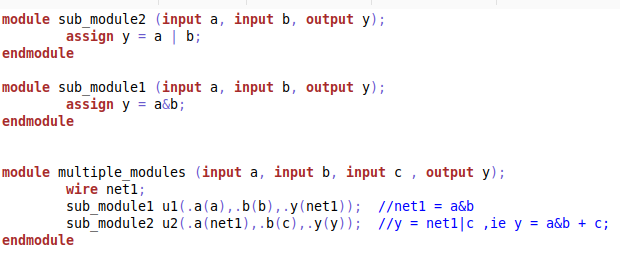 module sub_module2 (input a, input b, output y);
assign y = a | b;
endmodule
module sub_module1 (input a, input b, output y);
assign y = a&b;
endmodule
module multiple_modules (input a, input b, input c , output y);
wire net1;
sub_module1 u1(.a(a),.b(b),.y(net1)); //net1 = a&b
sub_module2 u2(.a(net1),.b(c),.y(y)); //y = net1|c ,ie y = a&b + c;
endmodule